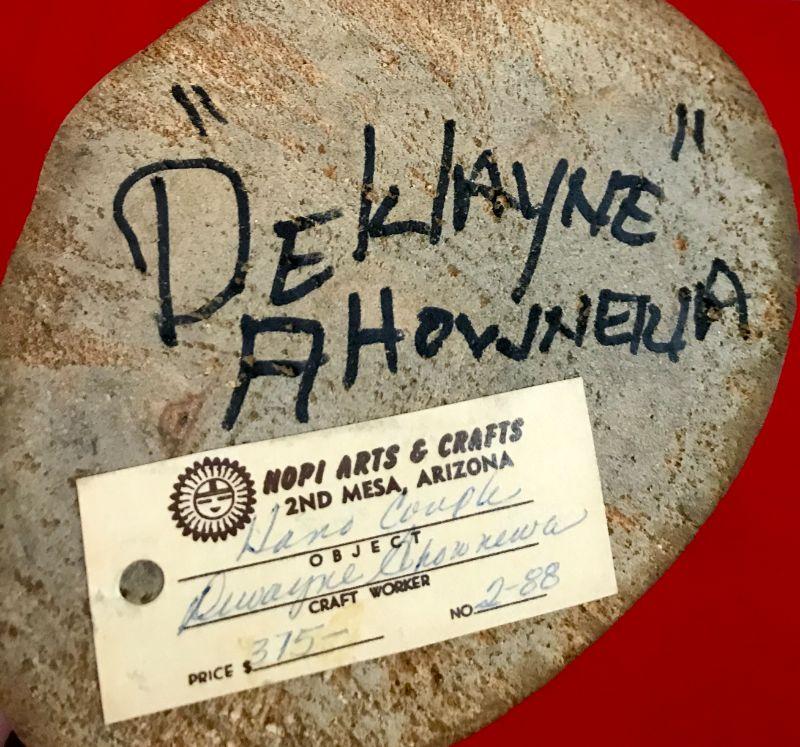 "DEWAYNE"
AHOWNEWA
HOPI ARTS & CRAFTS
2ND MESA, ARIZONA
Hano Couple
OBJECT
Dewayne Ahownewa
CRAFT WORKER
NO. 2-88
PRICE $375-